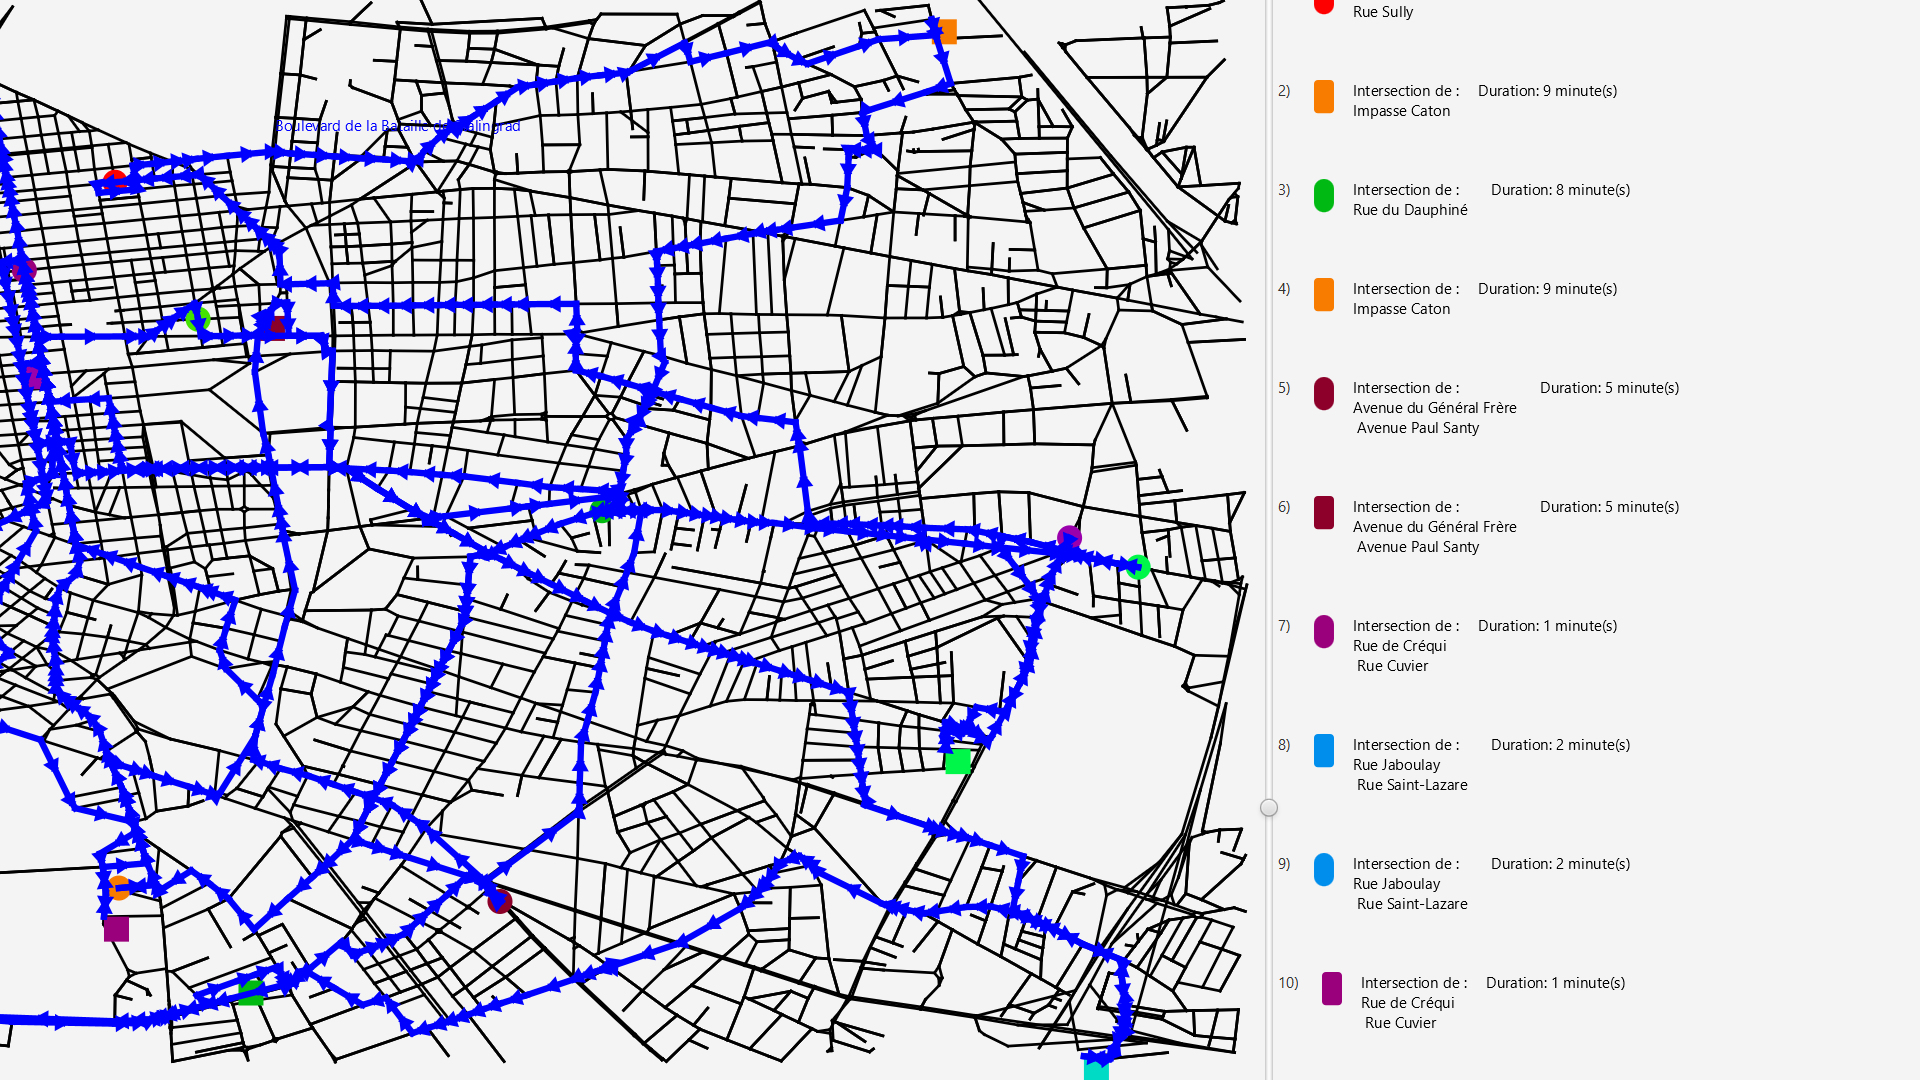 Boulevard de la Bataille de Stalingrad
Rue Sully
2) Intersection de : Duration: 9 minute(s)
Impasse Caton
3) Intersection de : Duration: 8 minute(s)
Rue du Dauphiné
4) Intersection de : Duration: 9 minute(s)
Impasse Caton
5) Intersection de : Duration: 5 minute(s)
Avenue du Général Frère
Avenue Paul Santy
6) Intersection de : Duration: 5 minute(s)
Avenue du Général Frère
Avenue Paul Santy
7) Intersection de : Duration: 1 minute(s)
Rue de Créqui
Rue Cuvier
8) Intersection de : Duration: 2 minute(s)
Rue Jaboulay
Rue Saint-Lazare
9) Intersection de : Duration: 2 minute(s)
Rue Jaboulay
Rue Saint-Lazare
10) Intersection de : Duration: 1 minute(s)
Rue de Créqui
Rue Cuvier